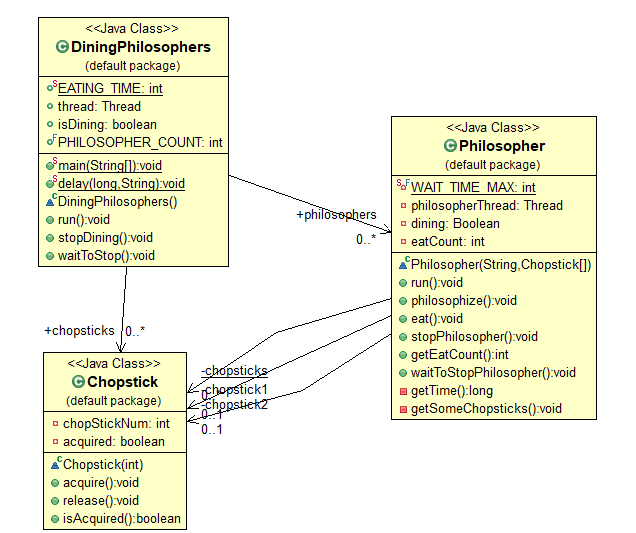 <<Java Class>>
DiningPhilosophers
(default package)
EATING_TIME: int
thread: Thread
isDining: boolean
PHILOSOPHER_COUNT: int
main(String[]):void
delay(long,String):void
DiningPhilosophers()
run():void
stopDining():void
waitToStop():void
<<Java Class>>
Philosopher
(default package)
WAIT_TIME_MAX: int
philosopherThread: Thread
dining: Boolean
eatCount: int
Philosopher(String,Chopstick[])
run():void
philosophize():void
eat():void
stopPhilosopher():void
getEatCount():int
waitToStopPhilosopher():void
getTime():long
getSomeChopsticks():void
+philosophers
0..*
+chopsticks
0..*
-chopsticks
-chopstick1
0..1
-chopstick2
0..1
<<Java Class>>
Chopstick
(default package)
chopStickNum: int
acquired: boolean
Chopstick(int)
acquire():void
release():void
isAcquired():boolean